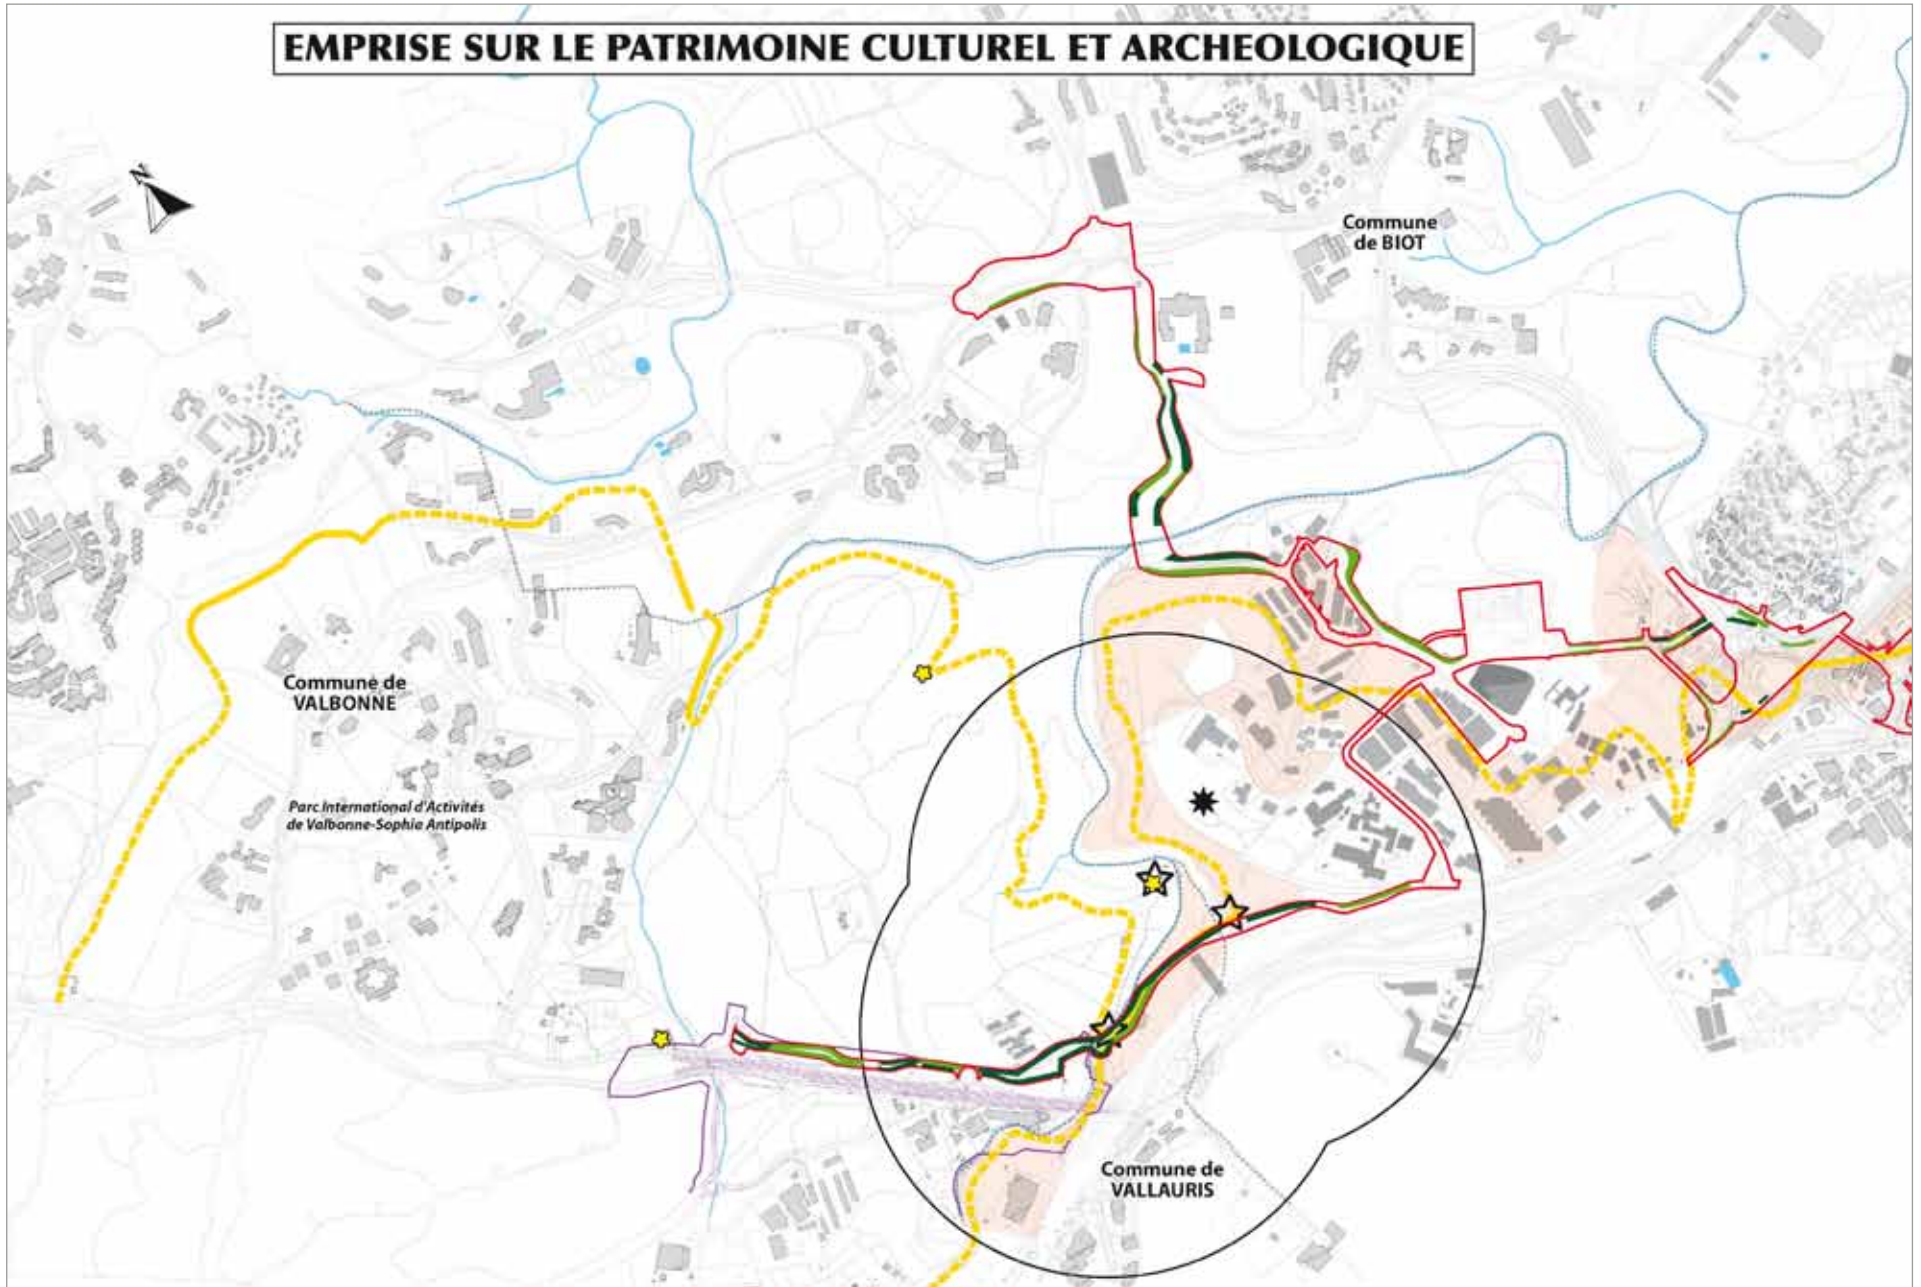 EMPRISE SUR LE PATRIMOINE CULTUREL ET ARCHEOLOGIQUE
N
Commune
de BIOT
Commune de
VALBONNE
Parc International d'Activités
de Valbonne-Sophia Antipolis
Commune de
VALLAURIS